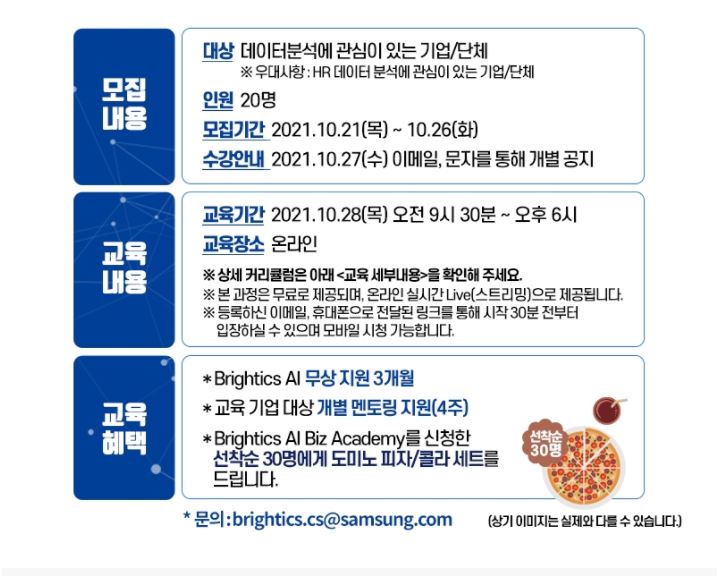 모집
내용
대상 데이터분석에 관심이 있는 기업/단체
※ 우대사항 : HR 데이터 분석에 관심이 있는 기업/단체
인원 20명
모집기간 2021.10.21(목) ~ 10.26(화)
수강안내 2021.10.27(수) 이메일, 문자를 통해 개별 공지
교육
내용
교육기간 2021.10.28(목) 오전 9시 30분 ~ 오후 6시
교육장소 온라인
※ 상세 커리큘럼은 아래 <교육 세부내용>을 확인해 주세요.
※ 본 과정은 무료로 제공되며, 온라인 실시간 Live(스트리밍)으로 제공됩니다.
※ 등록하신 이메일, 휴대폰으로 전달된 링크를 통해 시작 30분 전부터
입장하실 수 있으며 모바일 시청 가능합니다.
교육
혜택
* Brightics AI 무상 지원 3개월
* 교육 기업 대상 개별 멘토링 지원(4주)
* Brightics AI Biz Academy를 신청한
선착순 30명에게 도미노 피자/콜라 세트를
드립니다.
선착순
30명
* 문의 : brightics.cs@samsung.com
(상기 이미지는 실제와 다를 수 있습니다.)